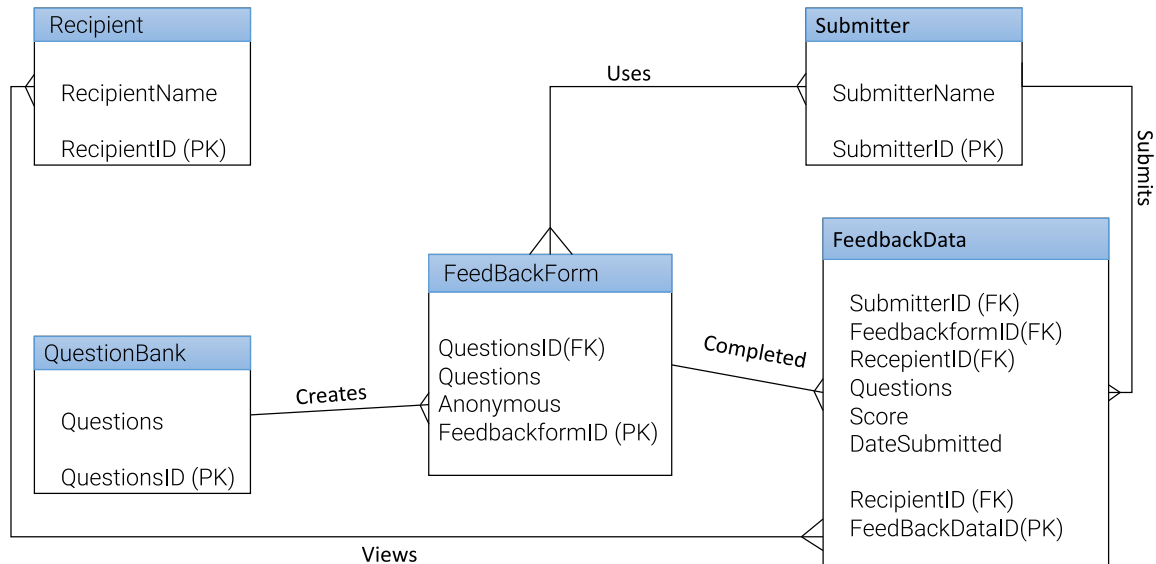 Recipient
RecipientName
RecipientID (PK)
Uses
Submitter
SubmitterName
SubmitterID (PK)
Submits
QuestionBank
Questions
QuestionsID (PK)
Creates
FeedBackForm
QuestionsID(FK)
Questions
Anonymous
FeedbackformID (PK)
Completed
FeedbackData
SubmitterID (FK)
FeedbackformID(FK)
RecepientID(FK)
Questions
Score
DateSubmitted
RecipientID (FK)
FeedBackDataID(PK)
Views